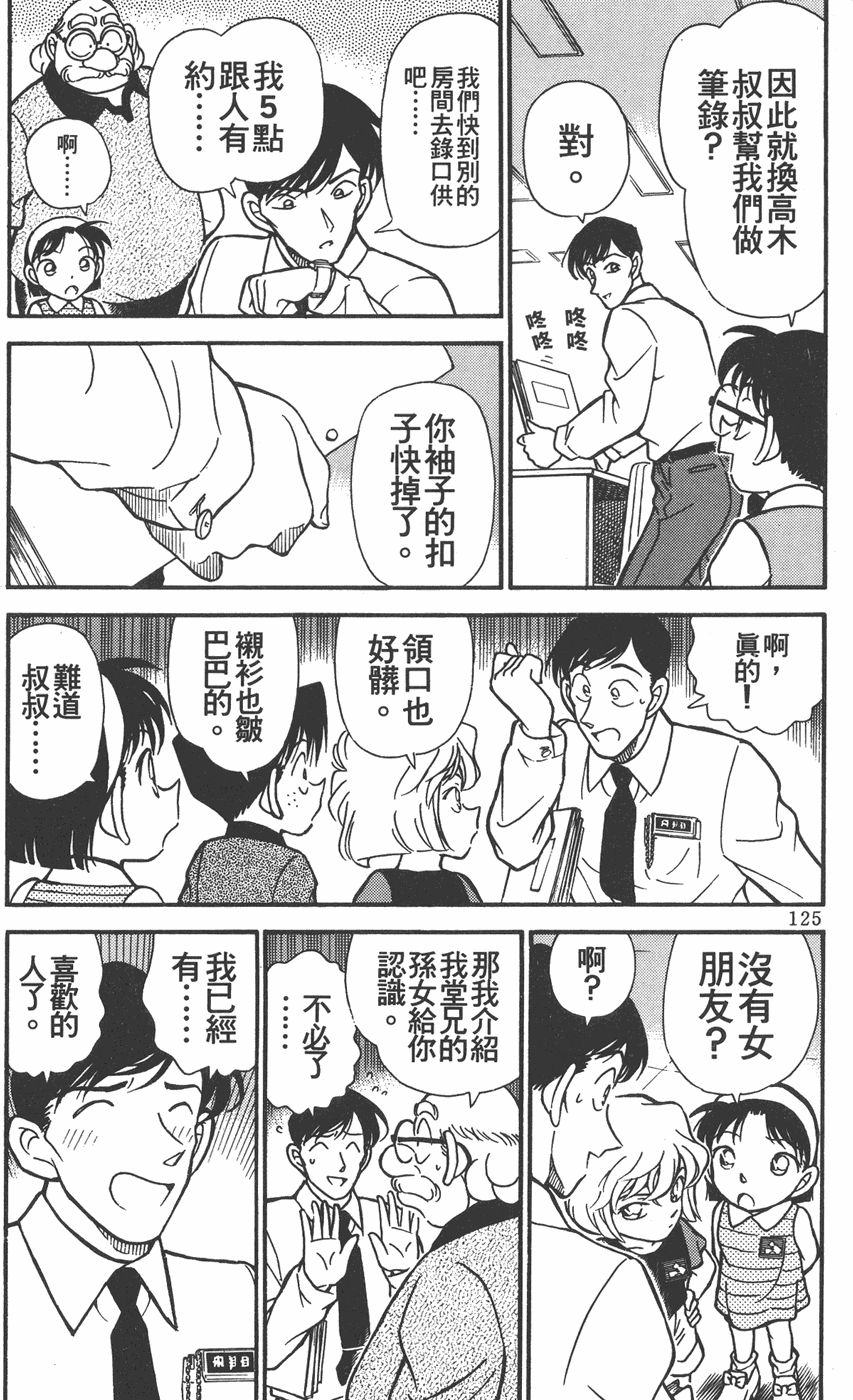 因此就換高木
叔叔幫我們做
筆錄？
對。
咚咚
咚咚
我們快到別的
房間去錄口供
吧……
我5點
跟人有
約……
啊……
你袖子的扣
子快掉了。
啊，
眞的！
領口也
好髒。
襯衫也皺
巴巴的。
難道
叔叔……
125
沒有女
朋友？
啊？
那我介紹
我堂兄的
孫女給你
認識。
不必了
……
我已經
有……
喜歡的
人了。